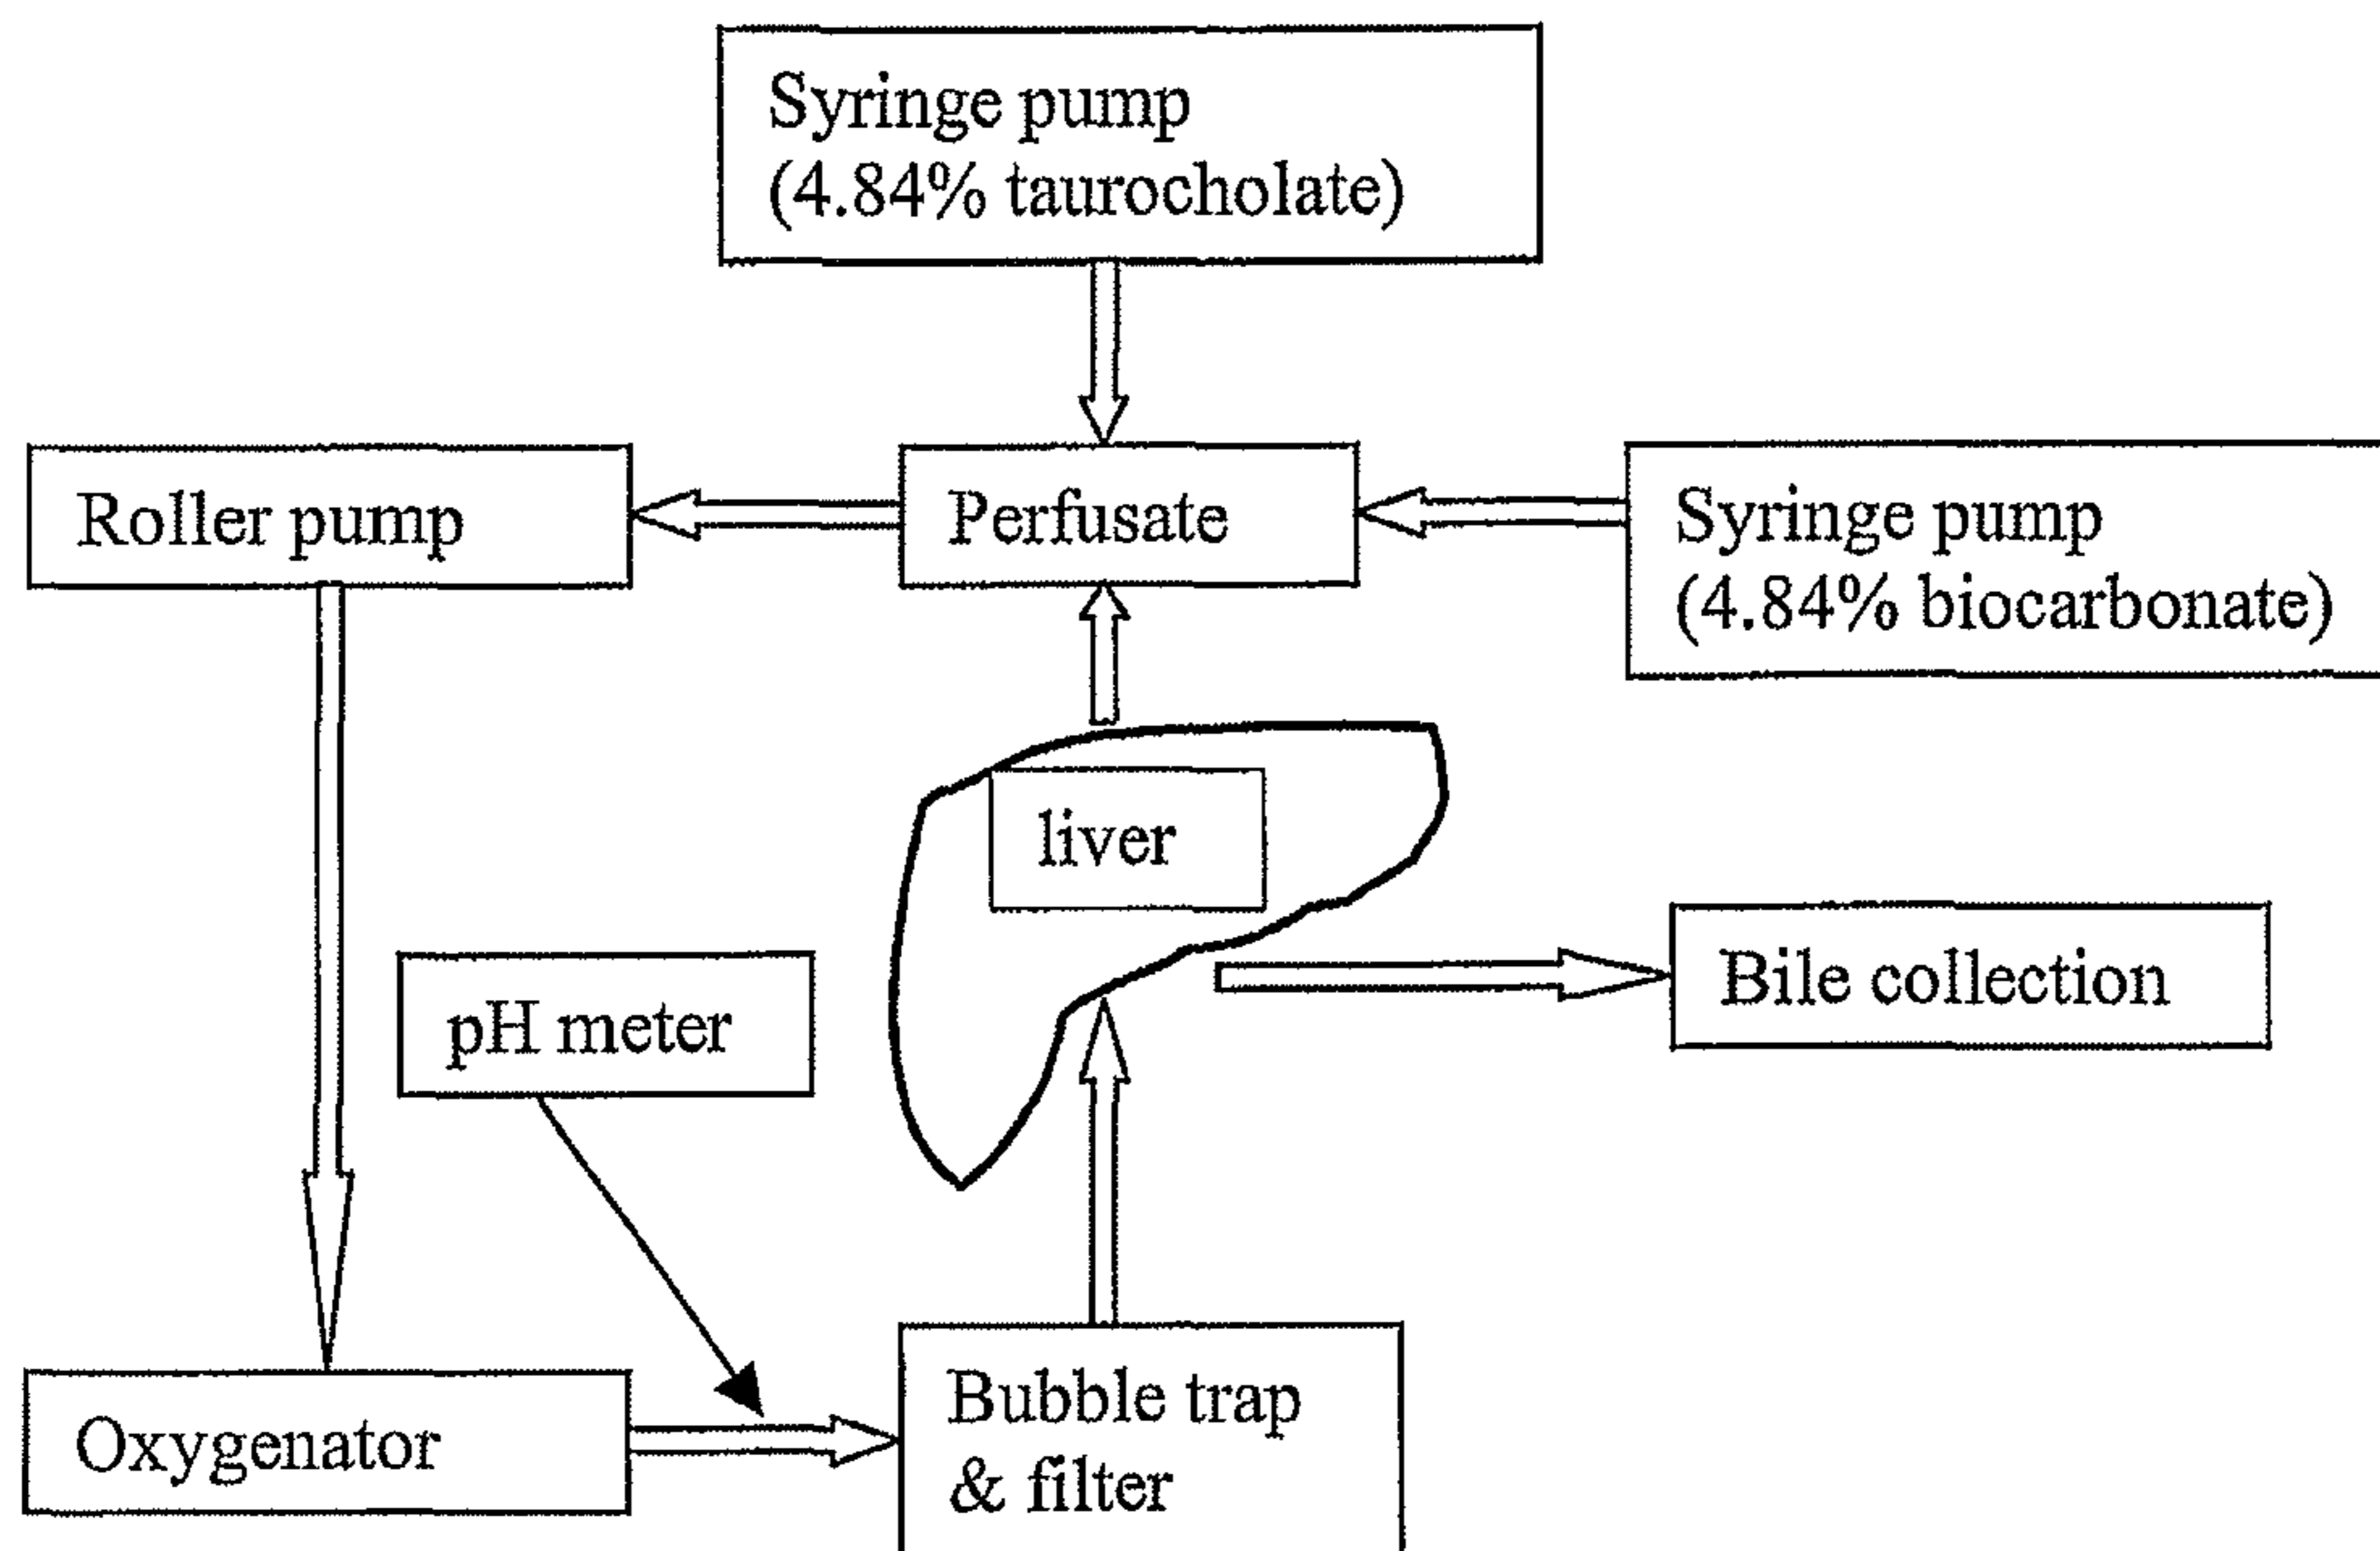 Syringe pump
(4.84% taurocholate)
Roller pump
Perfusate
Syringe pump
(4.84% biocarbonate)
liver
Bile collection
pH meter
Oxygenator
Bubble trap
& filter